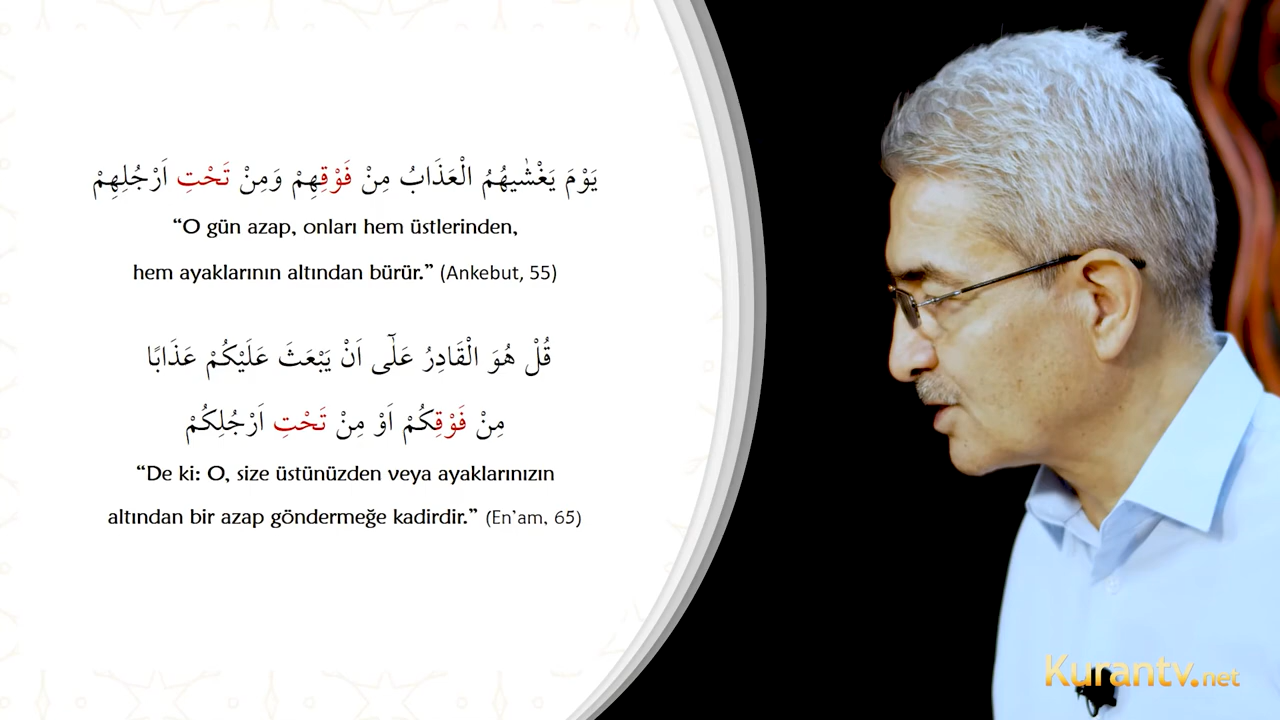 يَوْمَ يَغْشٰيهُمُ الْعَذَابُ مِنْ فَوْقِهِمْ وَمِنْ تَحْتِ اَرْجُلِهِمْ
“O gün azap, onları hem üstlerinden,
hem ayaklarının altından bürür.” (Ankebut, 55)
قُلْ هُوَ الْقَادِرُ عَلٰٓى اَنْ يَبْعَثَ عَلَيْكُمْ عَذَابًا
مِنْ فَوْقِكُمْ اَوْ مِنْ تَحْتِ اَرْجُلِكُمْ
“De ki: O, size üstünüzden veya ayaklarınızın
altından bir azap göndermeğe kadirdir.” (En’am, 65)
Kurantv.net